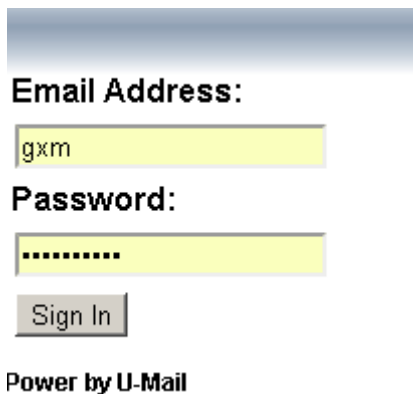 Email Address:
gxm
Password:
••••••••••
Sign In
Power by U-Mail